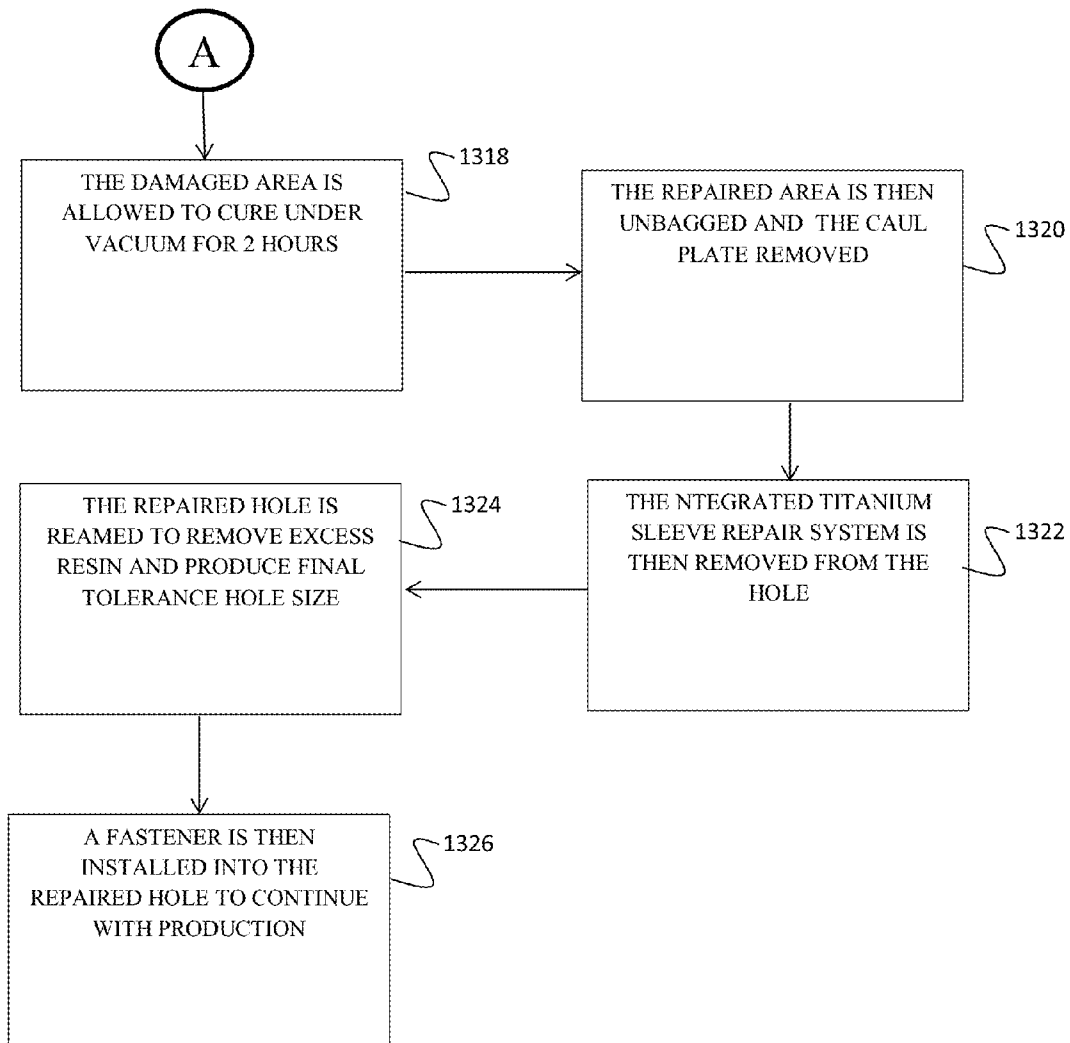 A
THE DAMAGED AREA IS
ALLOWED TO CURE UNDER
VACUUM FOR 2 HOURS
1318
THE REPAIRED AREA IS THEN
UNBAGGED AND THE CAUL
PLATE REMOVED
1320
THE NTEGRATED TITANIUM
SLEEVE REPAIR SYSTEM IS
THEN REMOVED FROM THE
HOLE
1322
THE REPAIRED HOLE IS
REAMED TO REMOVE EXCESS
RESIN AND PRODUCE FINAL
TOLERANCE HOLE SIZE
1324
A FASTENER IS THEN
INSTALLED INTO THE
REPAIRED HOLE TO CONTINUE
WITH PRODUCTION
1326